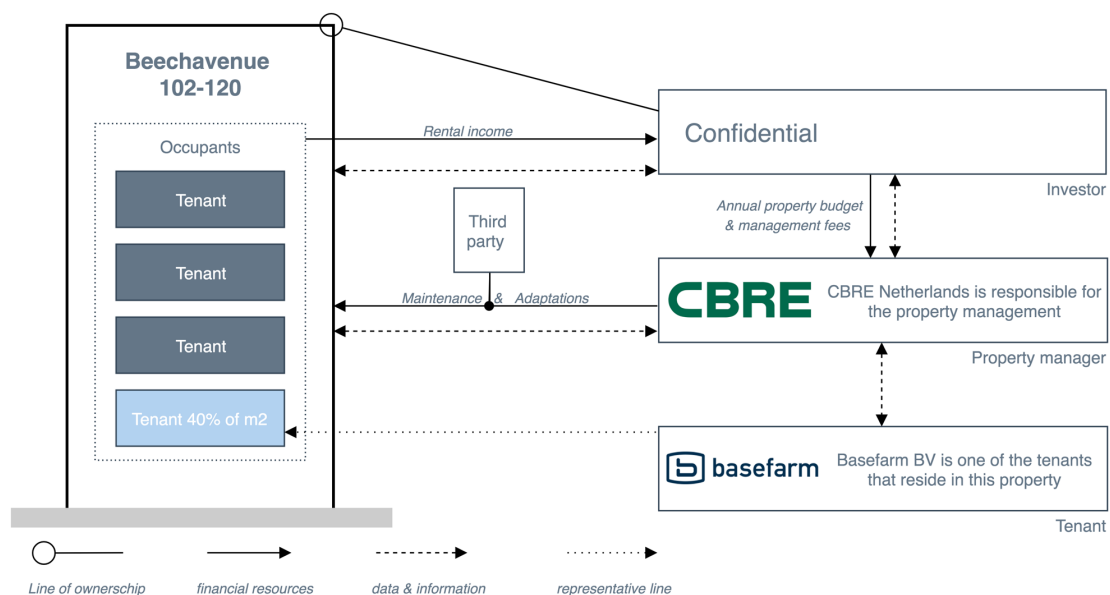 Beechavenue
102-120
Occupants
Tenant
Tenant
Tenant
Tenant 40% of m2
Rental income
Confidential
Investor
Annual property budget
& management fees
Third
party
Maintenance & Adaptations
CBRE
CBRE Netherlands is responsible for
the property management
Property manager
basefarm
Basefarm BV is one of the tenants
that reside in this property
Tenant
Line of ownership
financial resources
data & information
representative line